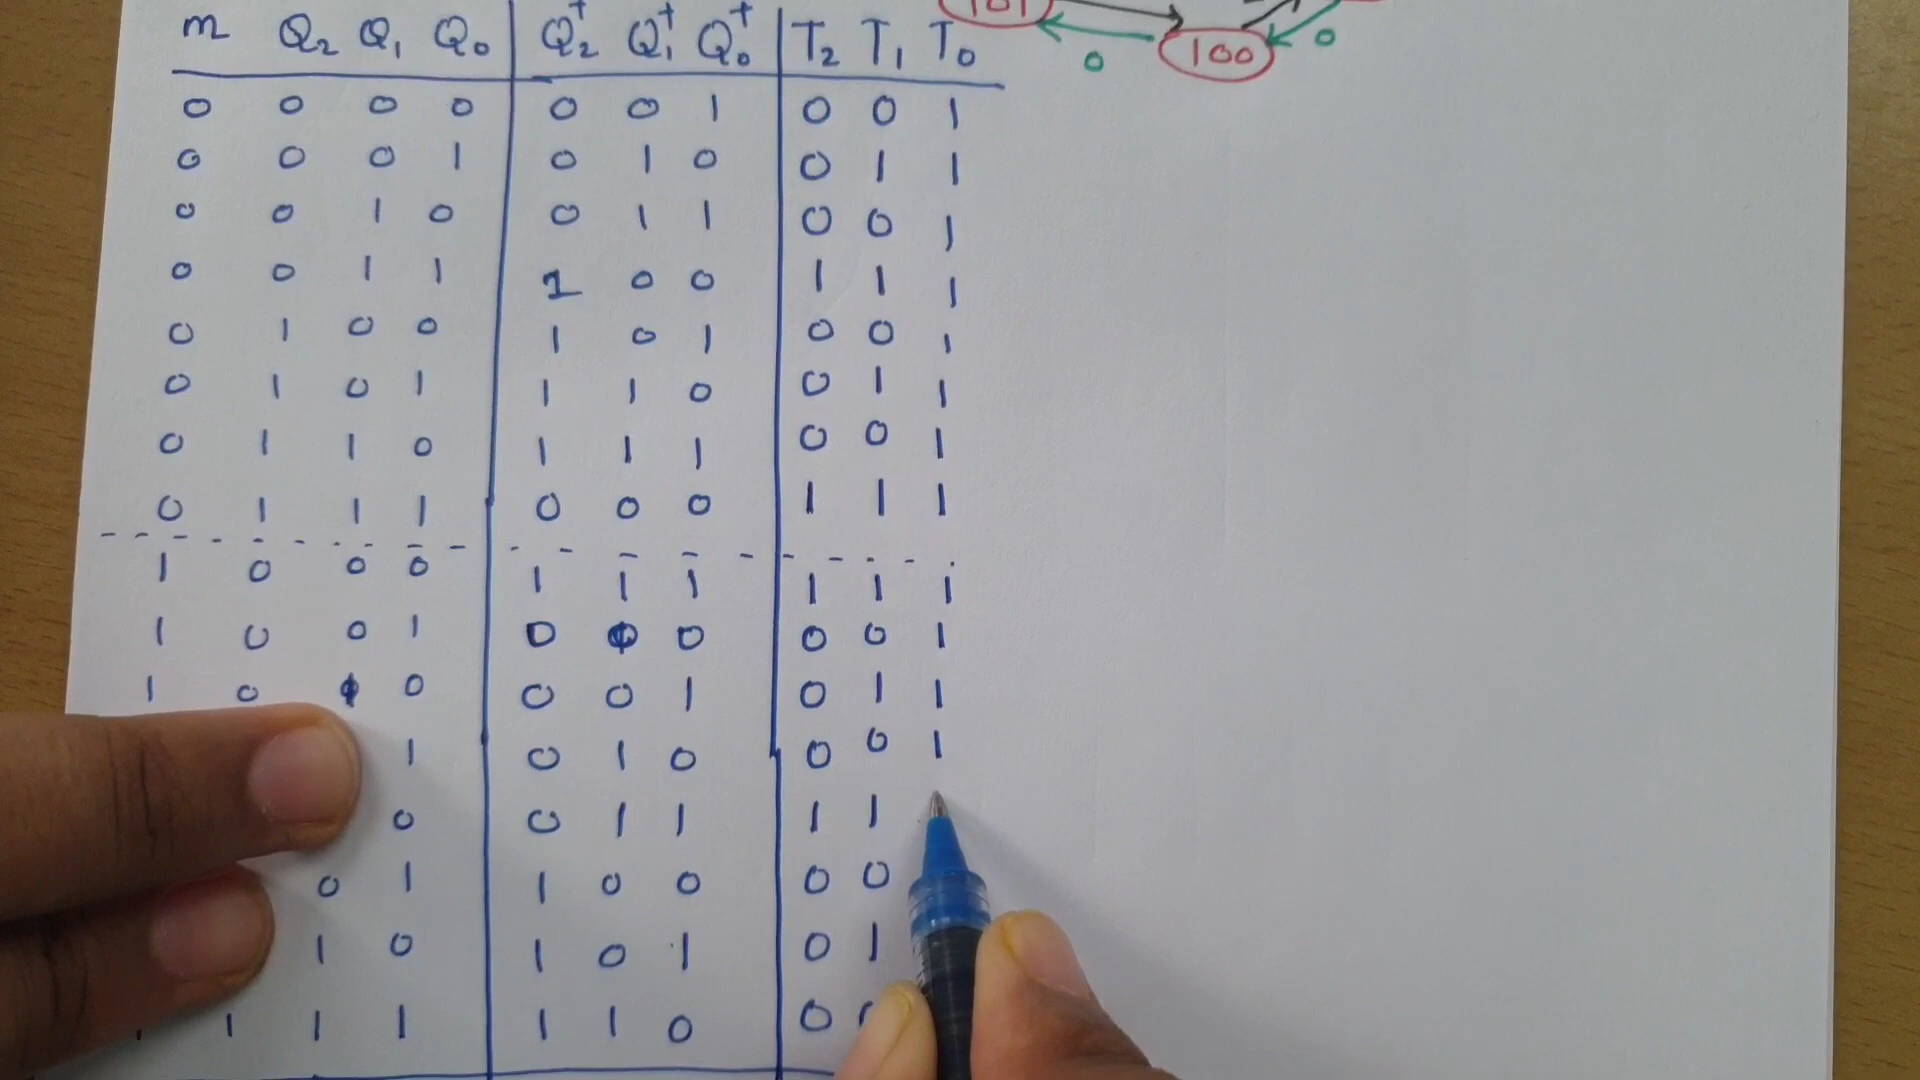 101
0 100 0
m Q2 Q1 Q0 Q2+ Q1+ Q0+ T2 T1 T0
0 0 0 0 0 0 1 0 0 1
0 0 0 1 0 1 0 0 1 1
0 0 1 0 0 1 1 0 0 1
0 0 1 1 1 0 0 1 1 1
0 1 0 0 1 0 1 0 0 1
0 1 0 1 1 1 0 0 1 1
0 1 1 0 1 1 1 0 0 1
0 1 1 1 0 0 0 1 1 1
1 0 0 0 1 1 1 1 1 1
1 0 0 1 0 0 0 0 0 1
1 0 1 0 0 0 1 0 1 1
1 0 1 0 0 0 1
0 0 1 1 1 1
0 1 1 0 0 0 0
1 0 1 0 1 0 1
1 1 1 1 1 0 0